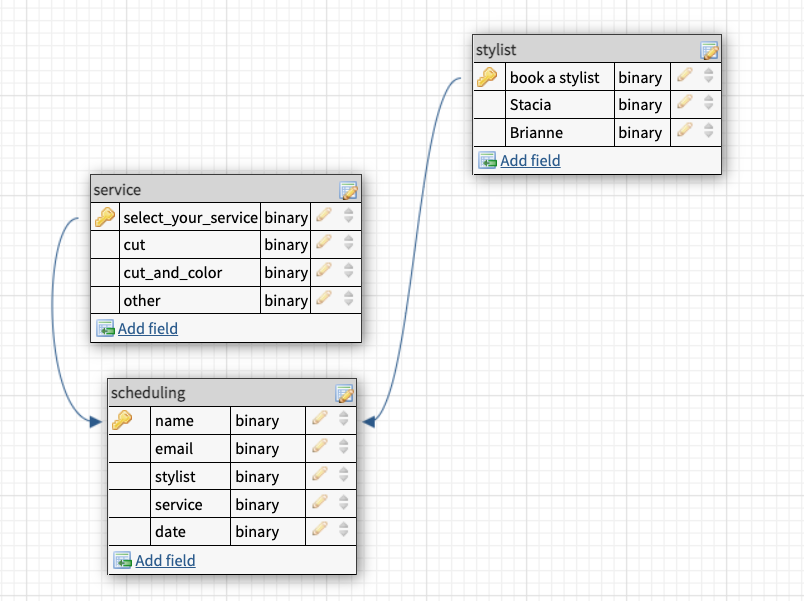 stylist
book a stylist binary
Stacia binary
Brianne binary
Add field
service
select_your_service binary
cut binary
cut_and_color binary
other binary
Add field
scheduling
name binary
email binary
stylist binary
service binary
date binary
Add field